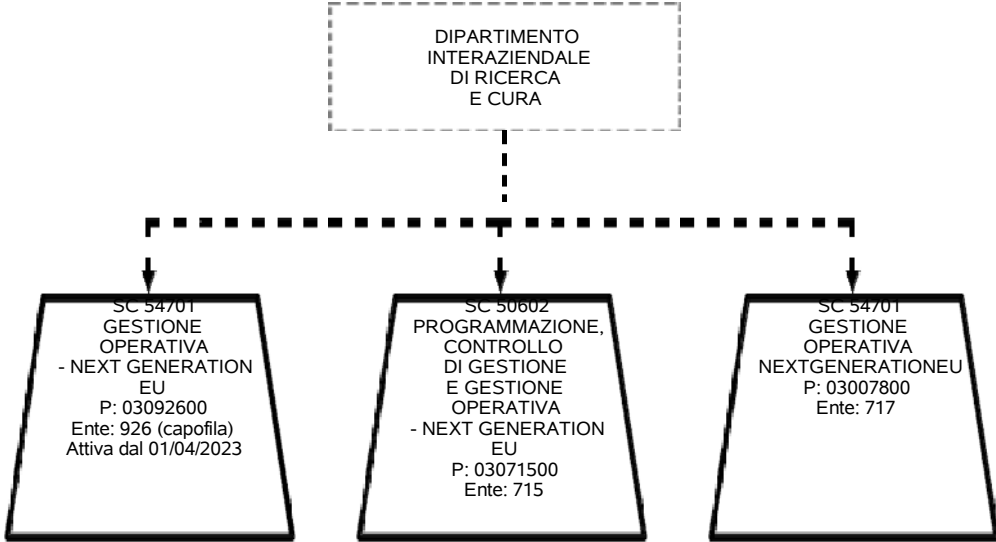 DIPARTIMENTO
INTERAZIENDALE
DI RICERCA
E CURA
SC 54701
GESTIONE
OPERATIVA
- NEXT GENERATION
EU
P: 03092600
Ente: 926 (capofila)
Attiva dal 01/04/2023
SC 50602
PROGRAMMAZIONE,
CONTROLLO
DI GESTIONE
E GESTIONE
OPERATIVA
- NEXT GENERATION
EU
P: 03071500
Ente: 715
SC 54701
GESTIONE
OPERATIVA
NEXTGENERATIONEU
P: 03007800
Ente: 717